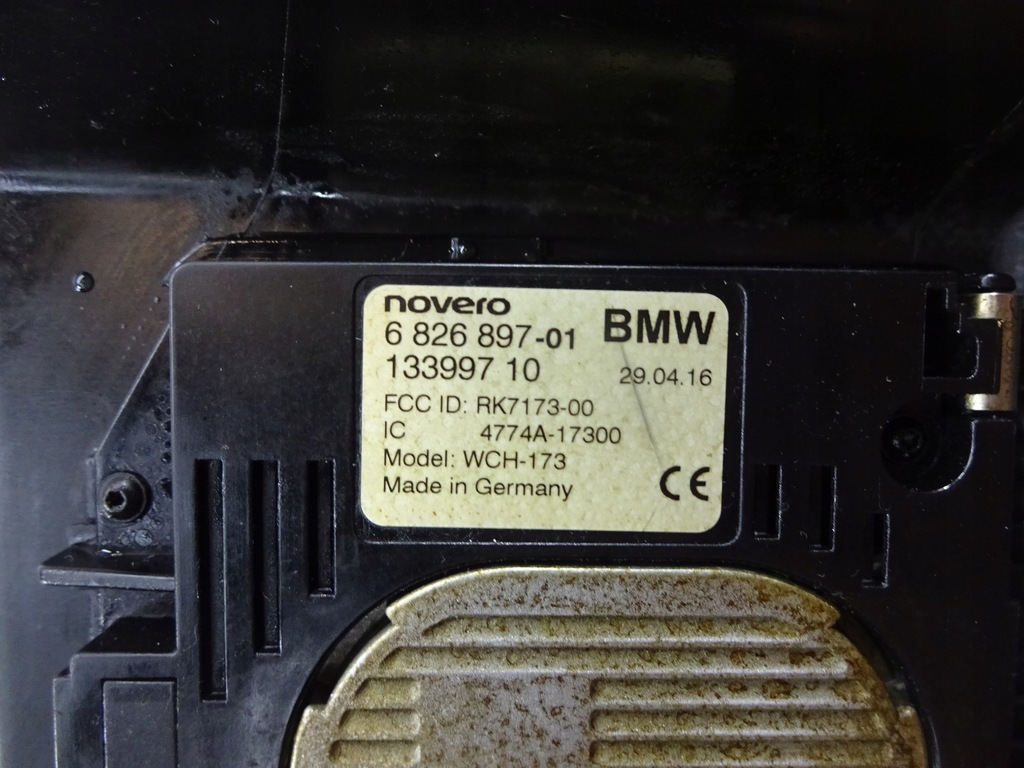 novero
BMW
6 826 897-01
133997 10
29.04.16
FCC ID: RK7173-00
IC 4774A-17300
Model: WCH-173
Made in Germany
CE